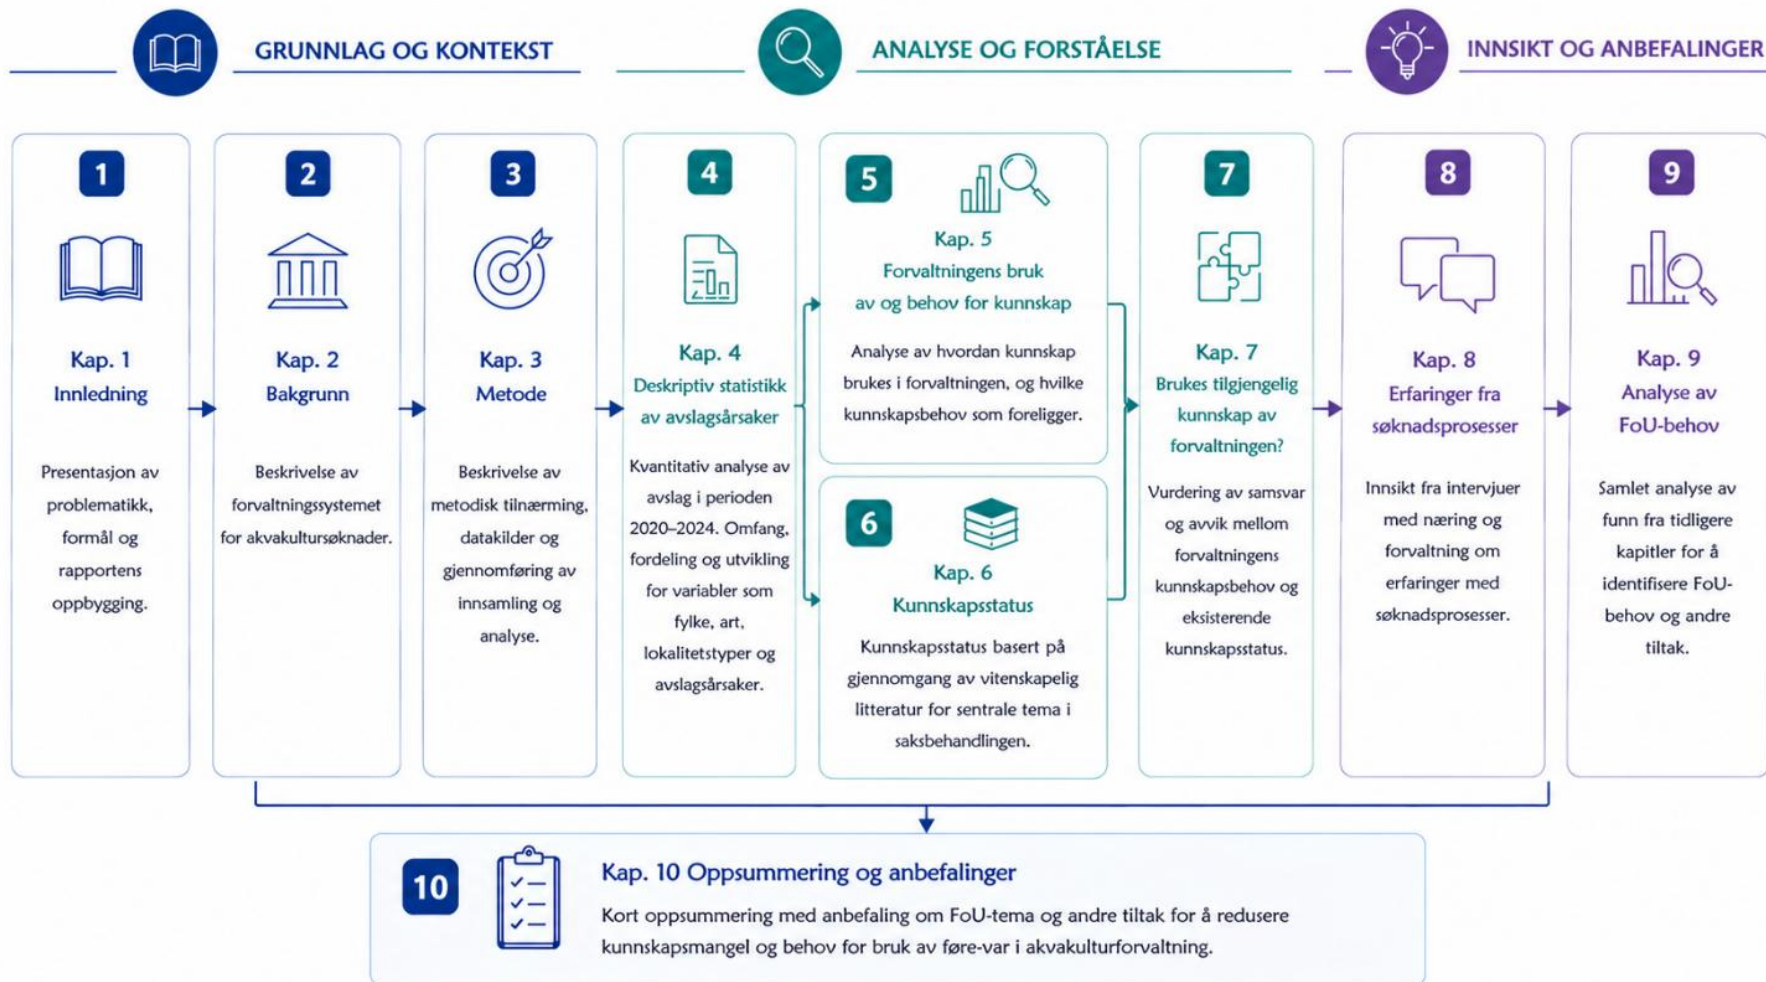 GRUNNLAG OG KONTEKST
ANALYSE OG FORSTÅELSE
INNSIKT OG ANBEFALINGER
1
Kap. 1
Innledning
Presentasjon av
problematikk,
formål og
rapportens
oppbygging.
2
Kap. 2
Bakgrunn
Beskrivelse av
forvaltningssystemet
for akvakultursøknader.
3
Kap. 3
Metode
Beskrivelse av
metodisk tilnærming,
datakilder og
gjennomføring av
innsamling og
analyse.
4
Kap. 4
Deskriptiv statistikk
av avslagsårsaker
Kvantitativ analyse av
avslag i perioden
2020–2024. Omfang,
fordeling og utvikling
for variabler som
fylke, art,
lokalitetstyper og
avslagsårsaker.
5
Kap. 5
Forvaltningens bruk
av og behov for kunnskap
Analyse av hvordan kunnskap
brukes i forvaltningen, og hvilke
kunnskapsbehov som foreligger.
6
Kap. 6
Kunnskapsstatus
Kunnskapsstatus basert på
gjennomgang av vitenskapelig
litteratur for sentrale tema i
saksbehandlingen.
7
Kap. 7
Brukes tilgjengelig
kunnskap av
forvaltningen?
Vurdering av samsvar
og avvik mellom
forvaltningens
kunnskapsbehov og
eksisterende
kunnskapsstatus.
8
Kap. 8
Erfaringer fra
søknadsprosesser
Innsikt fra intervjuer
med næring og
forvaltning om
erfaringer med
søknadsprosesser.
9
Kap. 9
Analyse av
FoU-behov
Samlet analyse av
funn fra tidligere
kapitler for å
identifisere FoU-
behov og andre
tiltak.
10
Kap. 10 Oppsummering og anbefalinger
Kort oppsummering med anbefaling om FoU-tema og andre tiltak for å redusere
kunnskapsmangel og behov for bruk av føre-var i akvakulturforvaltning.